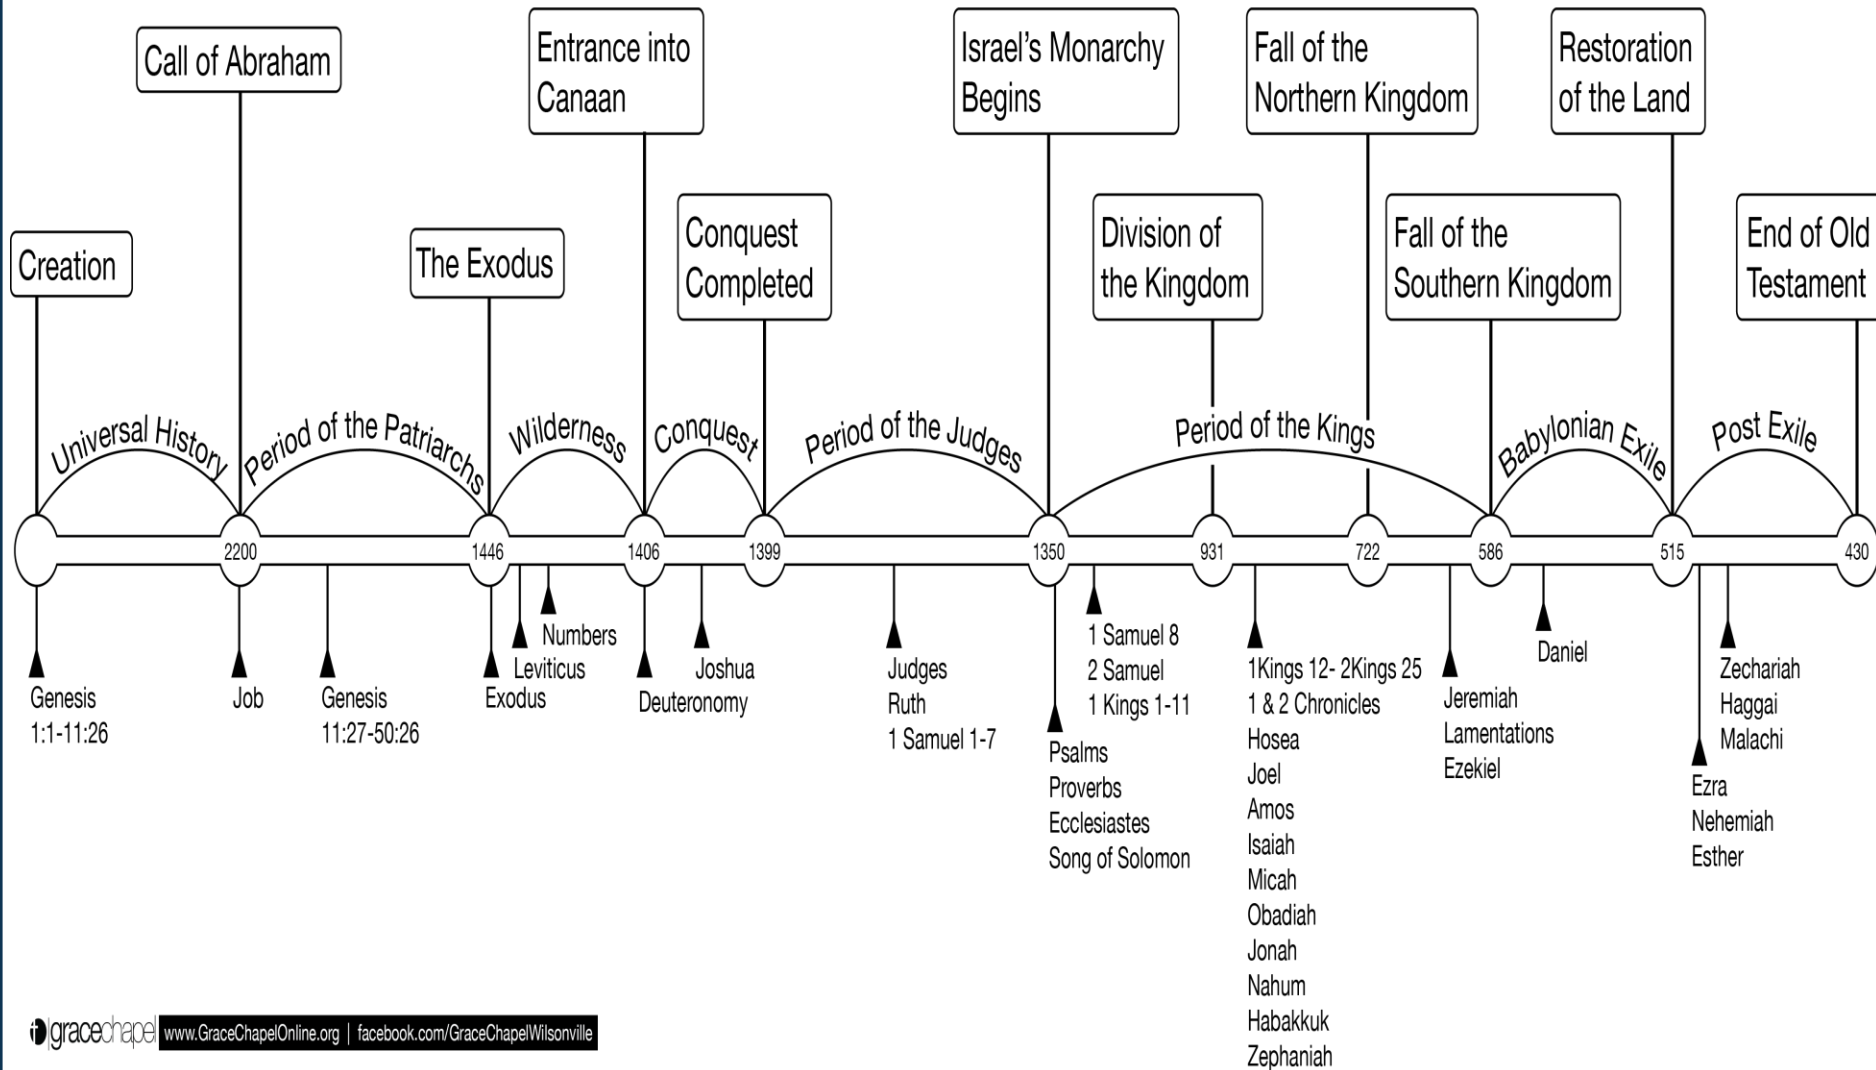 Call of Abraham
Entrance into
Canaan
Israel's Monarchy
Begins
Fall of the
Northern Kingdom
Restoration
of the Land
Creation
The Exodus
Conquest
Completed
Division of
the Kingdom
Fall of the
Southern Kingdom
End of Old
Testament
Universal History
Period of the Patriarchs
Wilderness
Conquest
Period of the Judges
Period of the Kings
Babylonian Exile
Post Exile
2200
1446
1406
1399
1350
931
722
586
515
430
Genesis
1:1-11:26
Job
Genesis
11:27-50:26
Exodus
Leviticus
Numbers
Deuteronomy
Joshua
Judges
Ruth
1 Samuel 1-7
Psalms
Proverbs
Ecclesiastes
Song of Solomon
1 Samuel 8
2 Samuel
1 Kings 1-11
1Kings 12- 2Kings 25
1 & 2 Chronicles
Hosea
Joel
Amos
Isaiah
Micah
Obadiah
Jonah
Nahum
Habakkuk
Zephaniah
Jeremiah
Lamentations
Ezekiel
Daniel
Ezra
Nehemiah
Esther
Zechariah
Haggai
Malachi
gracechapel www.GraceChapelOnline.org | facebook.com/GraceChapelWilsonville